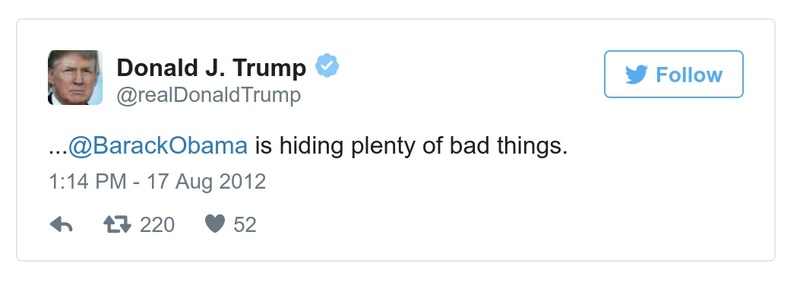 Donald J. Trump
@realDonaldTrump
Follow
...@BarackObama is hiding plenty of bad things.
1:14 PM - 17 Aug 2012
220 52